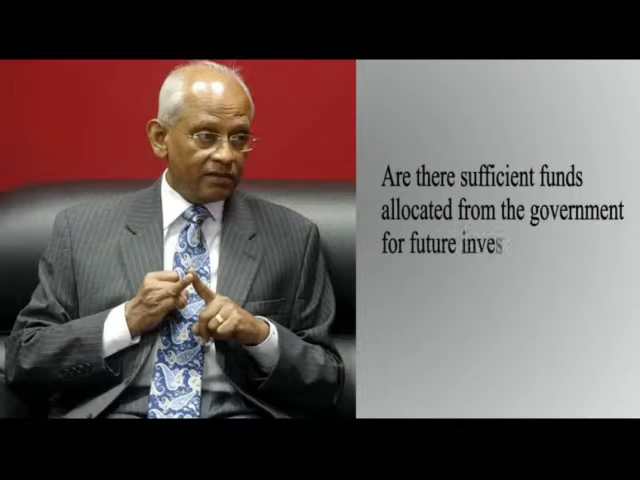 Are there sufficient funds
allocated from the government
for future inves